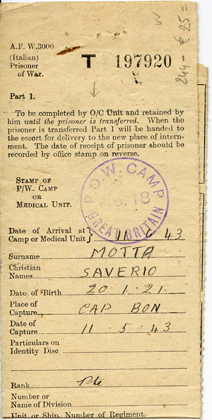 A. F. W. 3000
(Italian)
Prisoner
of War.
T 197920
Part 1.
To be completed by O/C Unit and retained by
him until the prisoner is transferred. When the
prisoner is transferred Part 1 will be handed to
the escort for delivery to the new place of intern-
ment. The date of receipt of prisoner should be
recorded by office stamp on reverse.
STAMP OF
P/W. CAMP
OR
MEDICAL UNIT.
P.O.W. CAMP
No. 18
GREAT BRITAIN
Date of Arrival at
Camp or Medical Unit 43
Surname MOTTA
Christian
Names SAVERIO
Date of Birth 20.1.21.
Place of
Capture CAP BON
Date of
Capture 11 5.43
Particulars on
Identity Disc
Rank Pte
Number or
Name of Division
Unit or Ship. Number of Regiment.